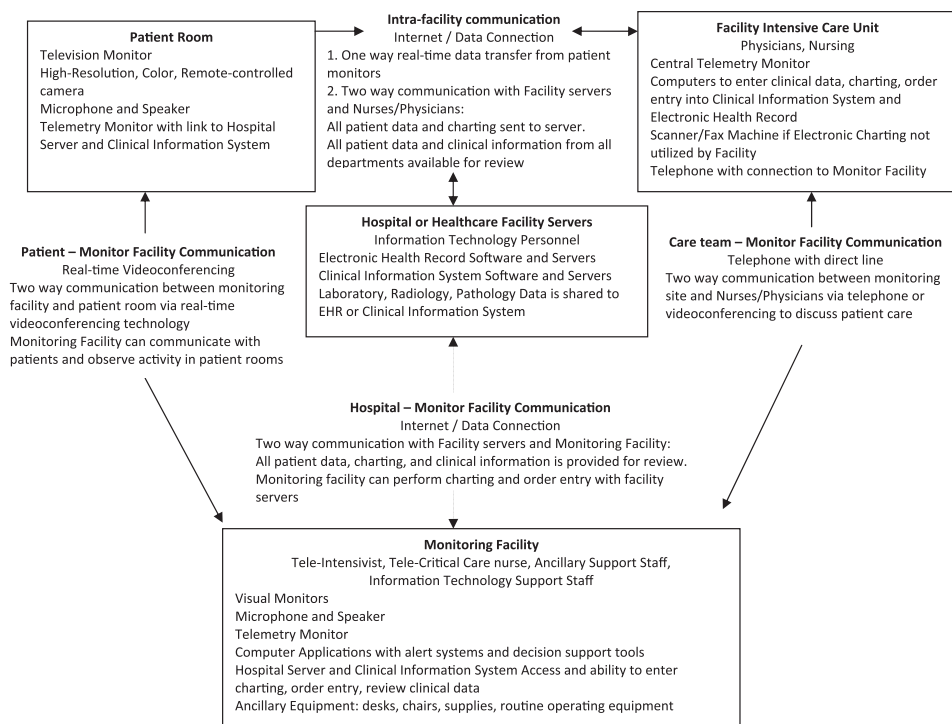 Patient Room
Television Monitor
High-Resolution, Color, Remote-controlled
camera
Microphone and Speaker
Telemetry Monitor with link to Hospital
Server and Clinical Information System
Intra-facility communication
Internet / Data Connection
1. One way real-time data transfer from patient
monitors
2. Two way communication with Facility servers
and Nurses/Physicians:
All patient data and charting sent to server.
All patient data and clinical information from all
departments available for review
Facility Intensive Care Unit
Physicians, Nursing
Central Telemetry Monitor
Computers to enter clinical data, charting, order
entry into Clinical Information System and
Electronic Health Record
Scanner/Fax Machine if Electronic Charting not
utilized by Facility
Telephone with connection to Monitor Facility
Patient – Monitor Facility Communication
Real-time Videoconferencing
Two way communication between monitoring
facility and patient room via real-time
videoconferencing technology
Monitoring Facility can communicate with
patients and observe activity in patient rooms
Hospital or Healthcare Facility Servers
Information Technology Personnel
Electronic Health Record Software and Servers
Clinical Information System Software and Servers
Laboratory, Radiology, Pathology Data is shared to
EHR or Clinical Information System
Care team – Monitor Facility Communication
Telephone with direct line
Two way communication between monitoring
site and Nurses/Physicians via telephone or
videoconferencing to discuss patient care
Hospital – Monitor Facility Communication
Internet / Data Connection
Two way communication with Facility servers and Monitoring Facility:
All patient data, charting, and clinical information is provided for review.
Monitoring facility can perform charting and order entry with facility
servers
Monitoring Facility
Tele-Intensivist, Tele-Critical Care nurse, Ancillary Support Staff,
Information Technology Support Staff
Visual Monitors
Microphone and Speaker
Telemetry Monitor
Computer Applications with alert systems and decision support tools
Hospital Server and Clinical Information System Access and ability to enter
charting, order entry, review clinical data
Ancillary Equipment: desks, chairs, supplies, routine operating equipment